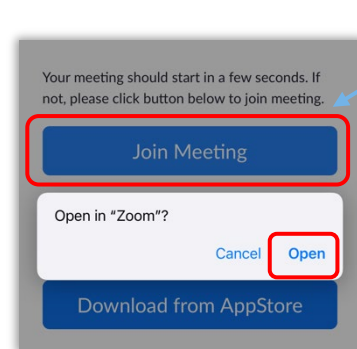 Your meeting should start in a few seconds. If
not, please click button below to join meeting.
Join Meeting
Open in “Zoom”?
Cancel Open
Download from AppStore